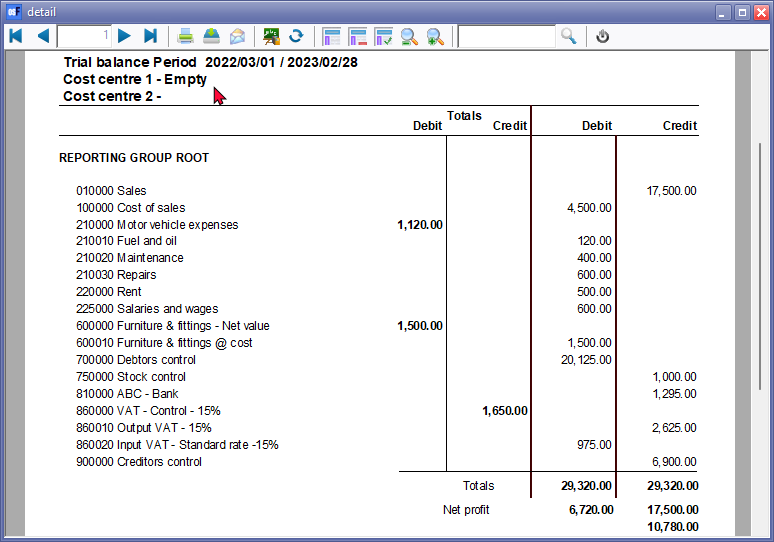 detail
1
Trial balance Period 2022/03/01 / 2023/02/28
Cost centre 1 - Empty
Cost centre 2 -
Totals
Debit Credit Debit Credit
REPORTING GROUP ROOT
010000 Sales 17,500.00
100000 Cost of sales 4,500.00
210000 Motor vehicle expenses 1,120.00
210010 Fuel and oil 120.00
210020 Maintenance 400.00
210030 Repairs 600.00
220000 Rent 500.00
225000 Salaries and wages 600.00
600000 Furniture & fittings - Net value 1,500.00
600010 Furniture & fittings @ cost 1,500.00
700000 Debtors control 20,125.00
750000 Stock control 1,000.00
810000 ABC - Bank 1,295.00
860000 VAT - Control - 15% 1,650.00
860010 Output VAT - 15% 2,625.00
860020 Input VAT - Standard rate -15% 975.00
900000 Creditors control 6,900.00
Totals 29,320.00 29,320.00
Net profit 6,720.00 17,500.00
10,780.00